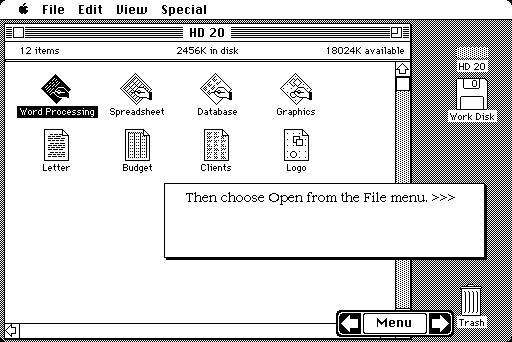 File Edit View Special
HD 20
12 items 2456K in disk 18024K available
Word Processing Spreadsheet Database Graphics
Letter Budget Clients Logo
HD 20
Work Disk
Then choose Open from the File menu. >>>
Menu
Trash